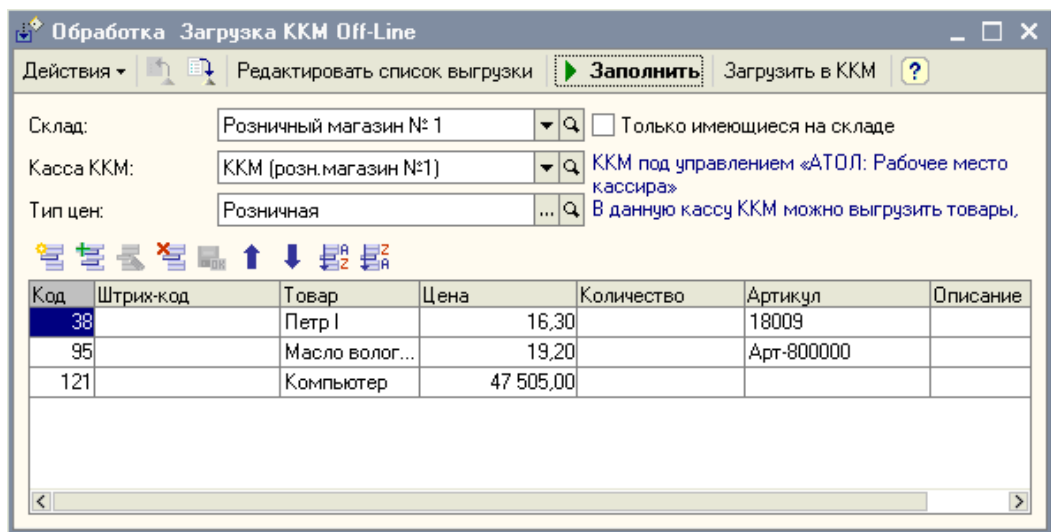 Обработка Загрузка ККМ Off-Line
Действия Редактировать список выгрузки Заполнить Загрузить в ККМ ?
Склад: Розничный магазин № 1 Только имеющиеся на складе
Касса ККМ: ККМ (розн.магазин №1) ККМ под управлением «АТОЛ: Рабочее место
кассира»
Тип цен: Розничная ... В данную кассу ККМ можно выгрузить товары,
Код Штрих-код Товар Цена Количество Артикул Описание
38 Петр I 16,30 18009
95 Масло волог... 19,20 Арт-800000
121 Компьютер 47 505,00